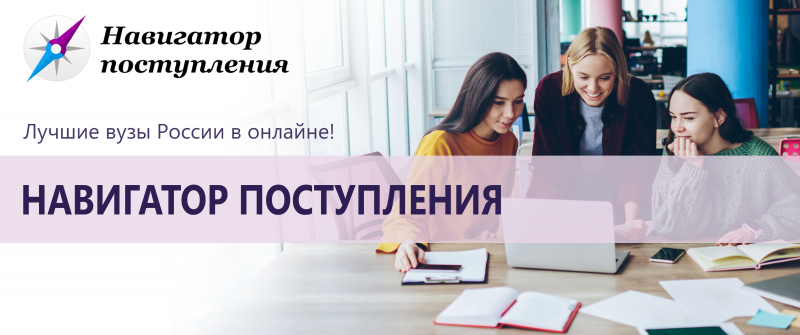 Навигатор
поступления
Лучшие вузы России в онлайне!
НАВИГАТОР ПОСТУПЛЕНИЯ